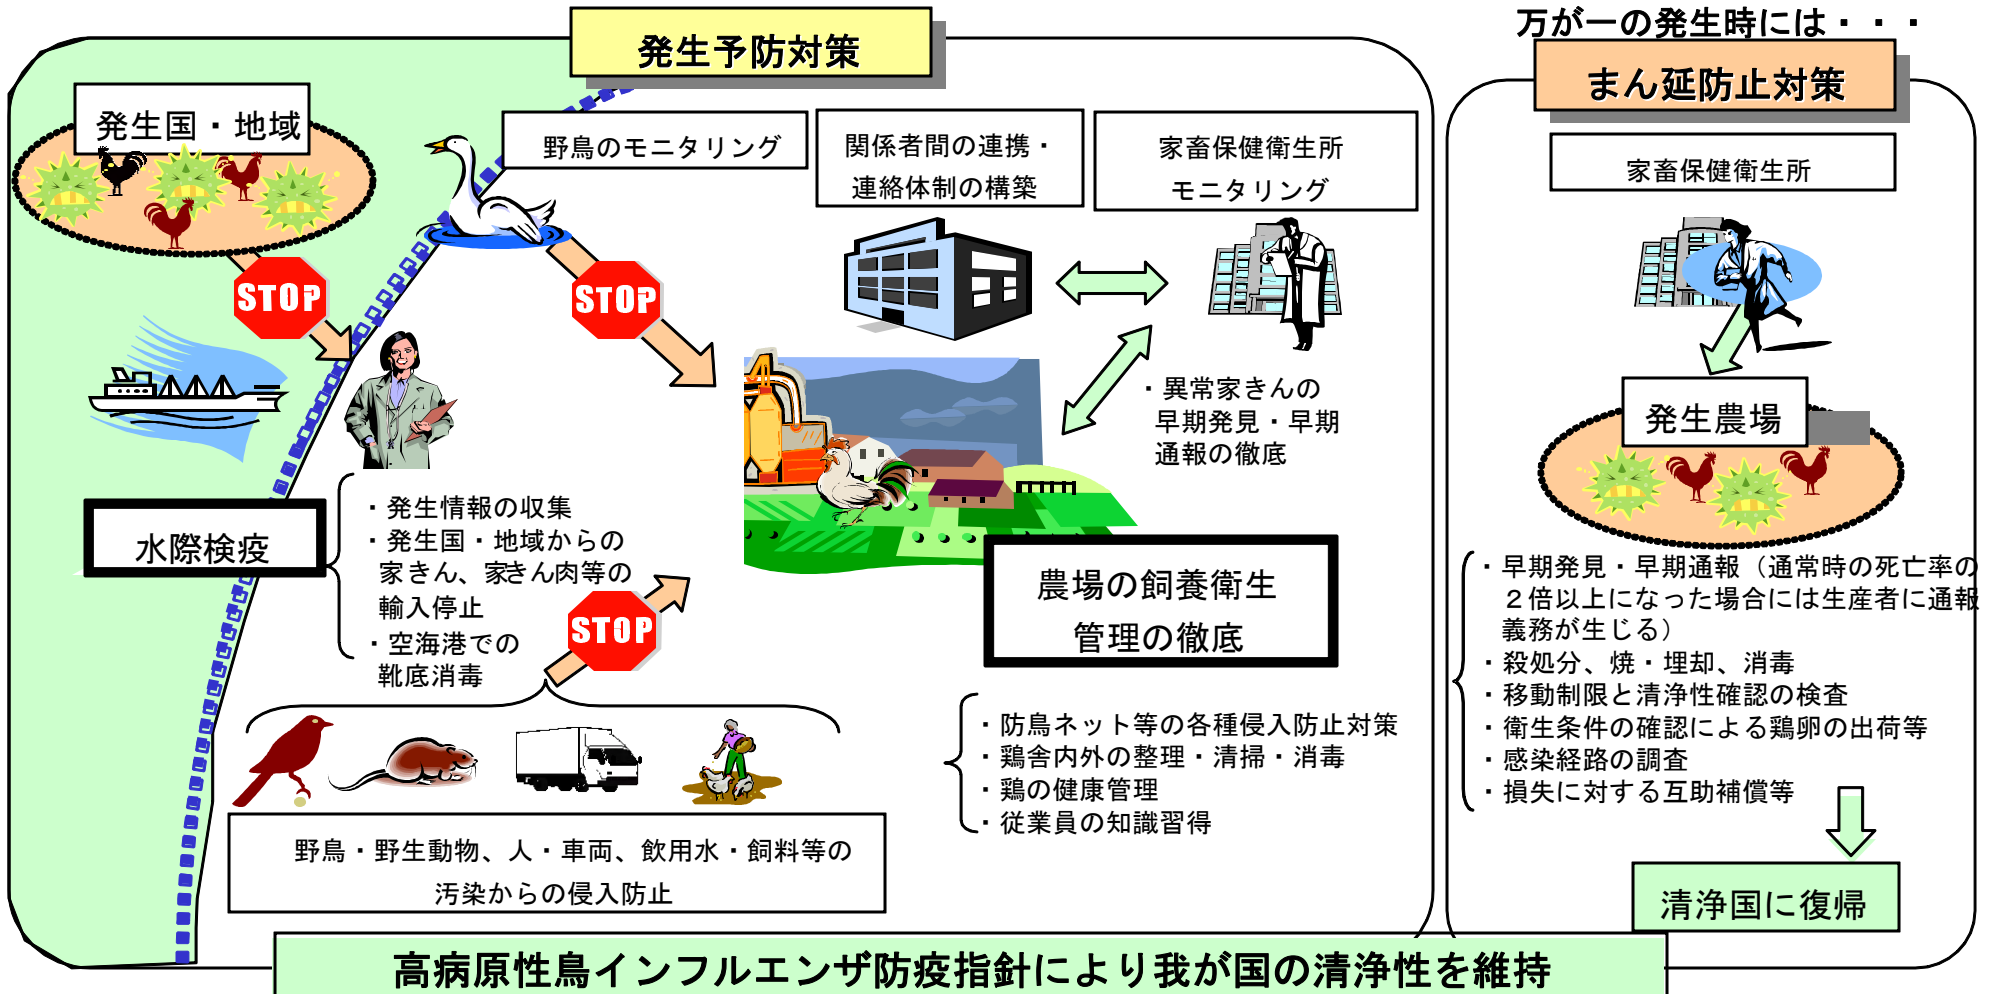 発生予防対策
発生国・地域
野鳥のモニタリング
関係者間の連携・
連絡体制の構築
家畜保健衛生所
モニタリング
STOP
STOP
・異常家きんの
早期発見・早期
通報の徹底
水際検疫
・発生情報の収集
・発生国・地域からの
家きん、家きん肉等の
輸入停止
・空海港での
靴底消毒
STOP
農場の飼養衛生
管理の徹底
・防鳥ネット等の各種侵入防止対策
・鶏舎内外の整理・清掃・消毒
・鶏の健康管理
・従業員の知識習得
野鳥・野生動物、人・車両、飲用水・飼料等の
汚染からの侵入防止
万が一の発生時には・・・
まん延防止対策
家畜保健衛生所
発生農場
・早期発見・早期通報（通常時の死亡率の
２倍以上になった場合には生産者に通報
義務が生じる）
・殺処分、焼・埋却、消毒
・移動制限と清浄性確認の検査
・衛生条件の確認による鶏卵の出荷等
・感染経路の調査
・損失に対する互助補償等
清浄国に復帰
高病原性鳥インフルエンザ防疫指針により我が国の清浄性を維持